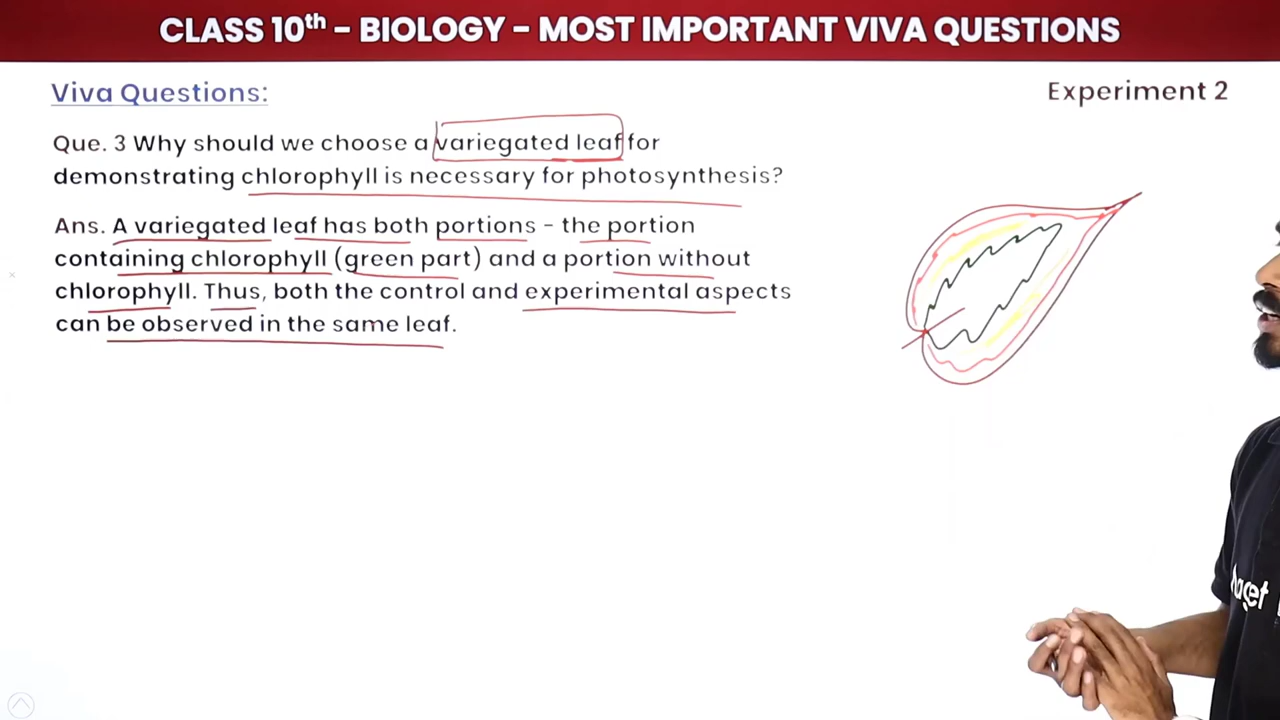 CLASS 10th – BIOLOGY – MOST IMPORTANT VIVA QUESTIONS
Viva Questions:
Experiment 2
Que. 3 Why should we choose a variegated leaf for
demonstrating chlorophyll is necessary for photosynthesis?
Ans. A variegated leaf has both portions - the portion
containing chlorophyll (green part) and a portion without
chlorophyll. Thus, both the control and experimental aspects
can be observed in the same leaf.